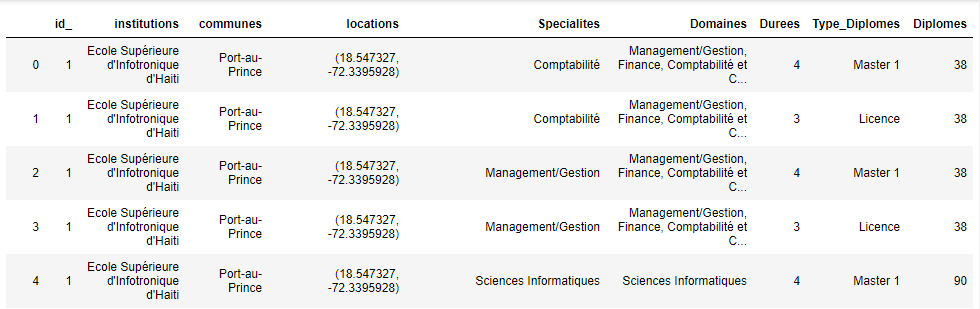 id_ institutions communes locations Specialites Domaines Durees Type_Diplomes Diplomes
0 1 Ecole Supérieure d'Infotronique d'Haiti Port-au-Prince (18.547327, -72.3395928) Comptabilité Management/Gestion, Finance, Comptabilité et C... 4 Master 1 38
1 1 Ecole Supérieure d'Infotronique d'Haiti Port-au-Prince (18.547327, -72.3395928) Comptabilité Management/Gestion, Finance, Comptabilité et C... 3 Licence 38
2 1 Ecole Supérieure d'Infotronique d'Haiti Port-au-Prince (18.547327, -72.3395928) Management/Gestion Management/Gestion, Finance, Comptabilité et C... 4 Master 1 38
3 1 Ecole Supérieure d'Infotronique d'Haiti Port-au-Prince (18.547327, -72.3395928) Management/Gestion Management/Gestion, Finance, Comptabilité et C... 3 Licence 38
4 1 Ecole Supérieure d'Infotronique d'Haiti Port-au-Prince (18.547327, -72.3395928) Sciences Informatiques Sciences Informatiques 4 Master 1 90